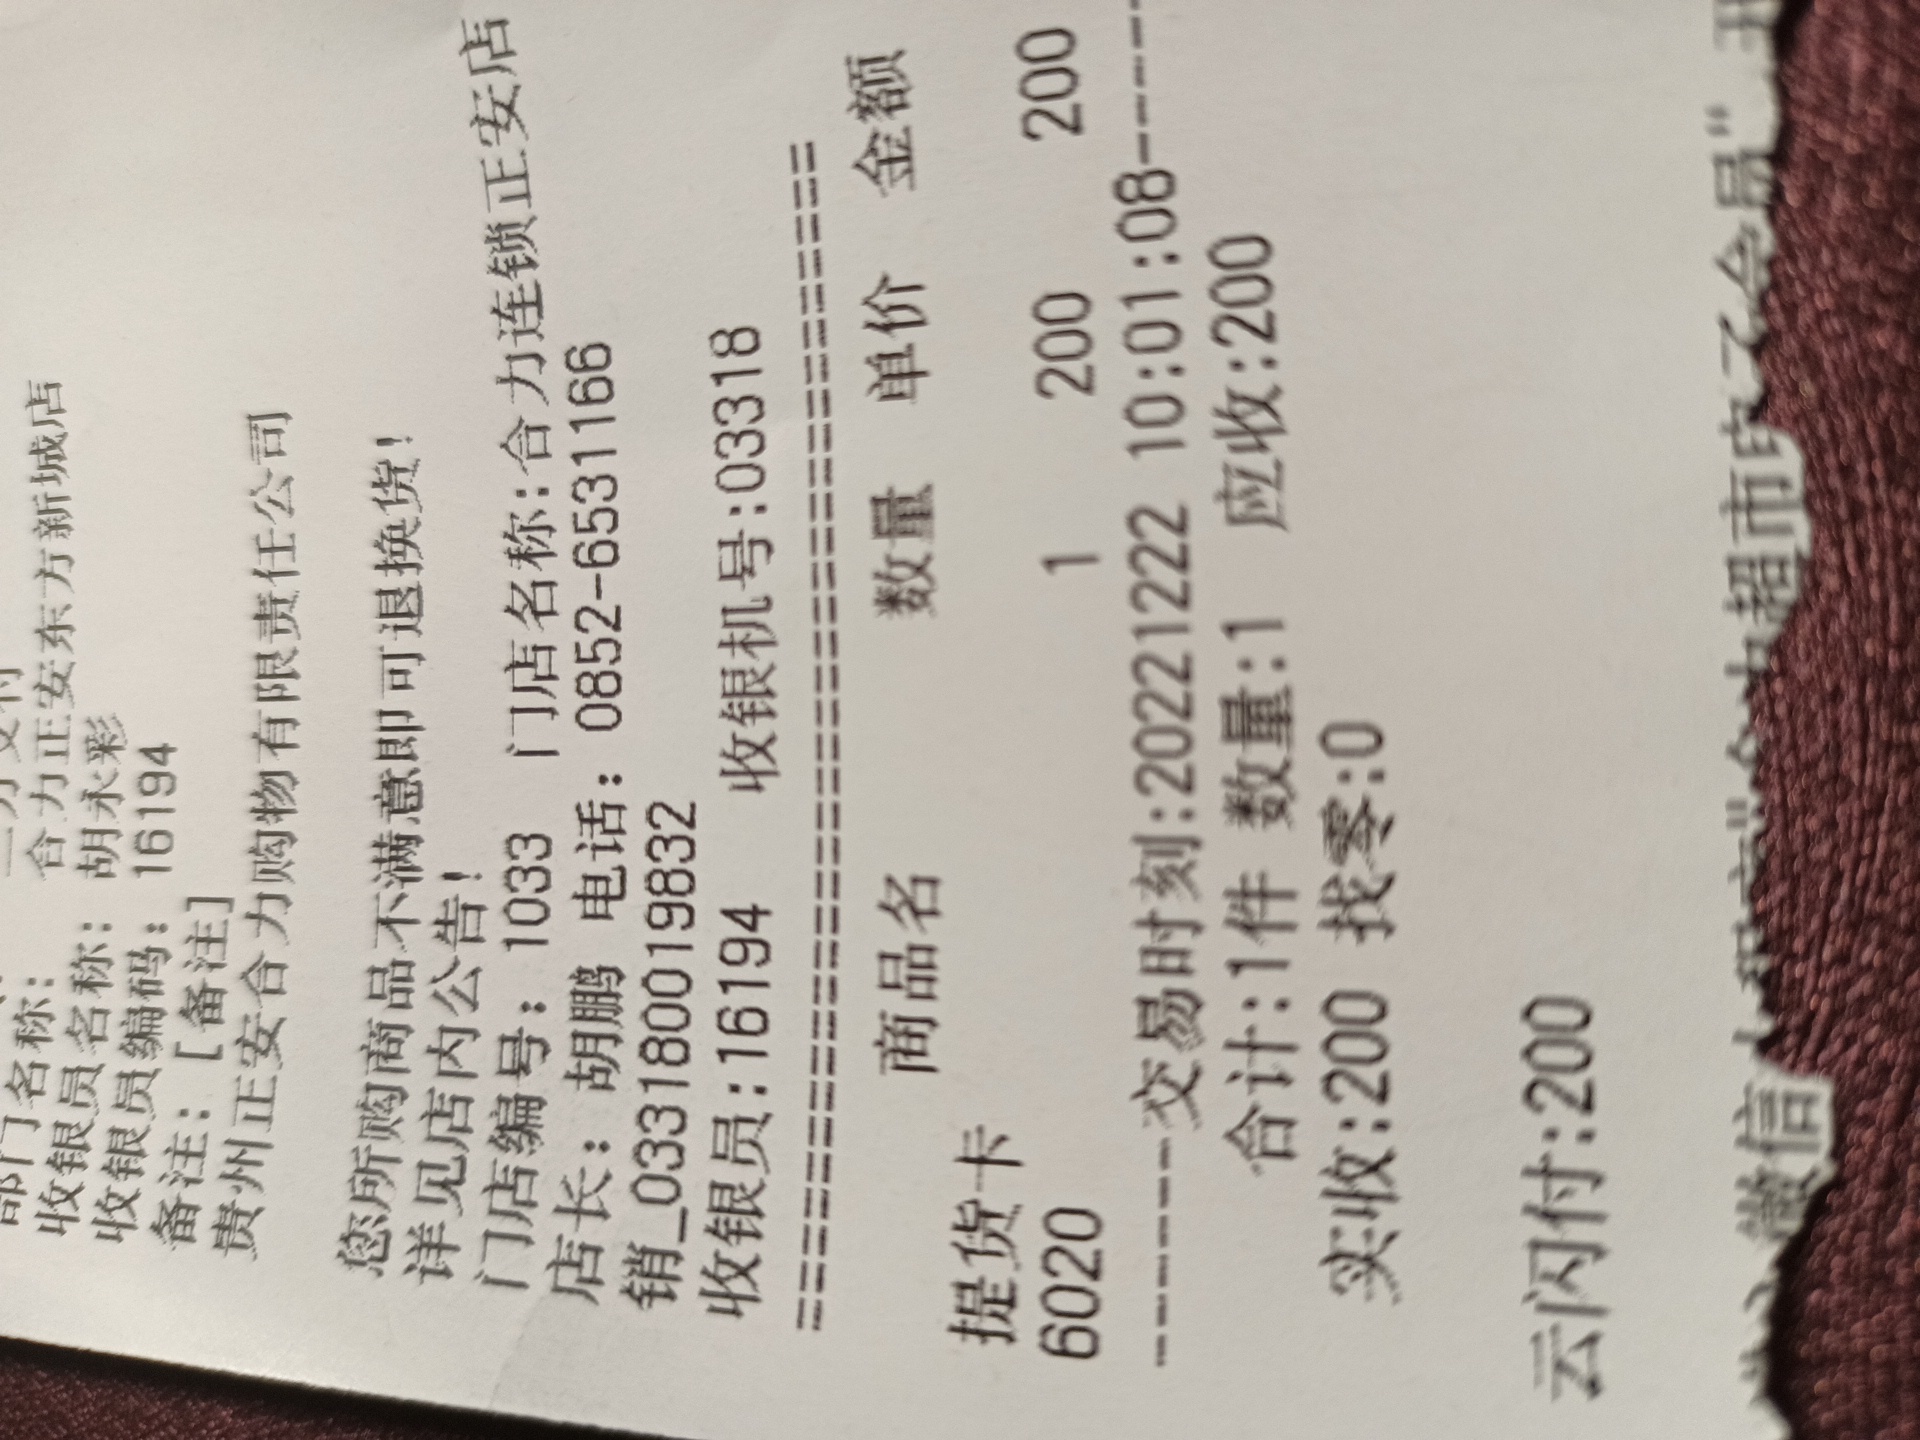 部门名称: 合力正安东方新城店
收银员名称: 胡永彩
收银员编码: 16194
备注: [备注]
贵州正安合力购物有限责任公司
您所购商品不满意即可退换货!
详见店内公告!
门店编号: 1033 门店名称:合力连锁正安店
店长: 胡鹏 电话: 0852-6531166
销_033180019832
收银员:16194 收银机号:03318
================================
商品名 数量 单价 金额
提货卡
6020 1 200 200
--------交易时刻:20221222 10:01:08------
合计:1件 数量:1 应收:200
实收:200 找零:0
云闪付:200
微信 超市电子会员"